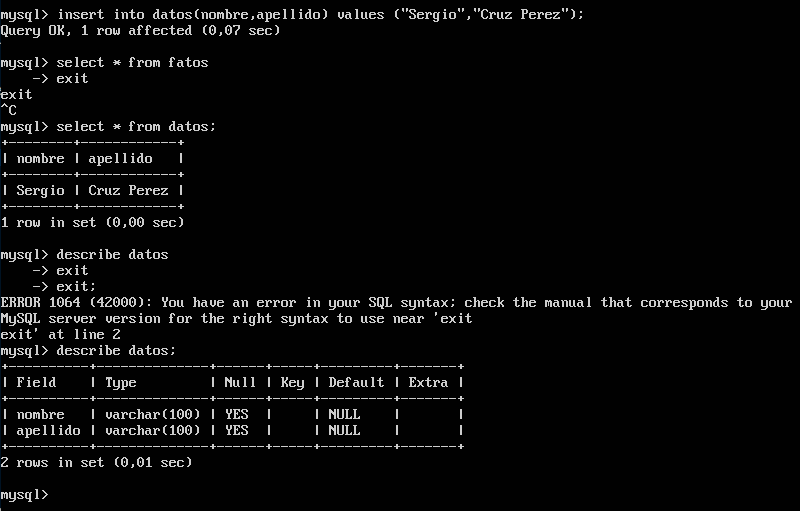 mysql> insert into datos(nombre,apellido) values ("Sergio","Cruz Perez");
Query OK, 1 row affected (0,07 sec)
mysql> select * from fatos
    -> exit
exit
^C
mysql> select * from datos;
+--------+------------+
| nombre | apellido   |
+--------+------------+
| Sergio | Cruz Perez |
+--------+------------+
1 row in set (0,00 sec)
mysql> describe datos
    -> exit
    -> exit;
ERROR 1064 (42000): You have an error in your SQL syntax; check the manual that corresponds to your
MySQL server version for the right syntax to use near 'exit
exit' at line 2
mysql> describe datos;
+----------+--------------+------+-----+---------+-------+
| Field    | Type         | Null | Key | Default | Extra |
+----------+--------------+------+-----+---------+-------+
| nombre   | varchar(100) | YES  |     | NULL    |       |
| apellido | varchar(100) | YES  |     | NULL    |       |
+----------+--------------+------+-----+---------+-------+
2 rows in set (0,01 sec)
mysql>